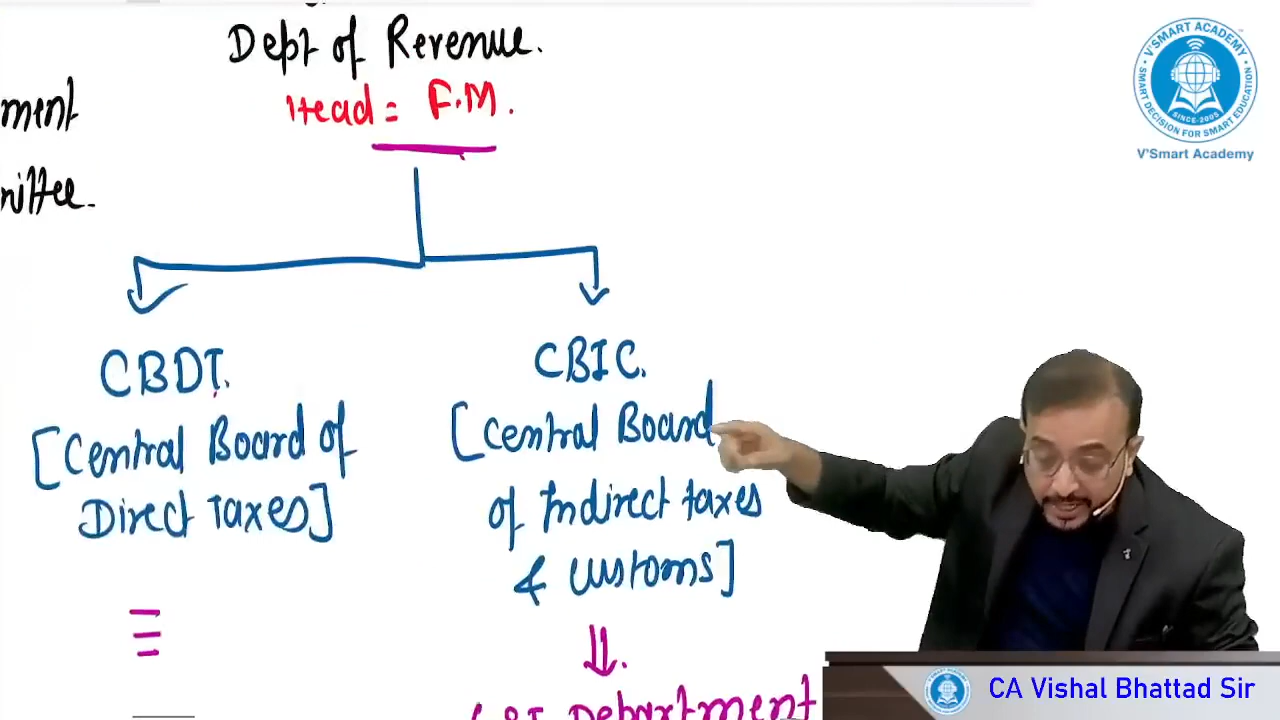 Dept of Revenue.
Head = F.M.
ment
mittee.
CBDT.
[Central Board of
Direct Taxes]
CBIC.
[Central Board
of Indirect taxes
& customs]
Department
V'SMART ACADEMY
SINCE-2005
SMART DECISION FOR SMART EDUCATION
V'Smart Academy
CA Vishal Bhattad Sir